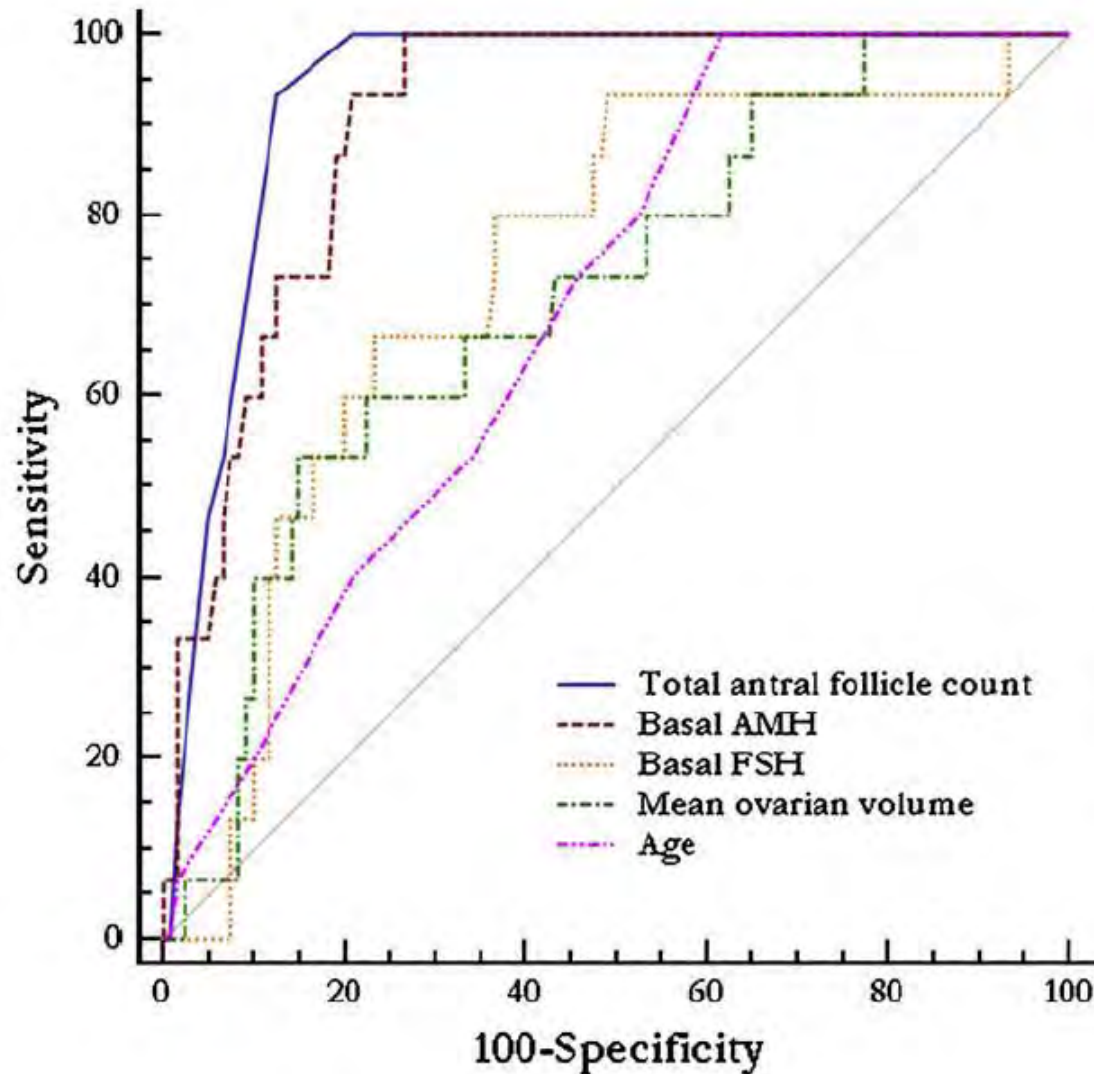 100
80
60
40
20
0
Sensitivity
Total antral follicle count
Basal AMH
Basal FSH
Mean ovarian volume
Age
0 20 40 60 80 100
100-Specificity